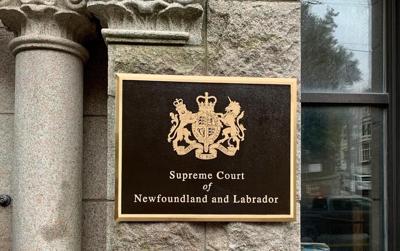 Supreme Court
of
Newfoundland and Labrador